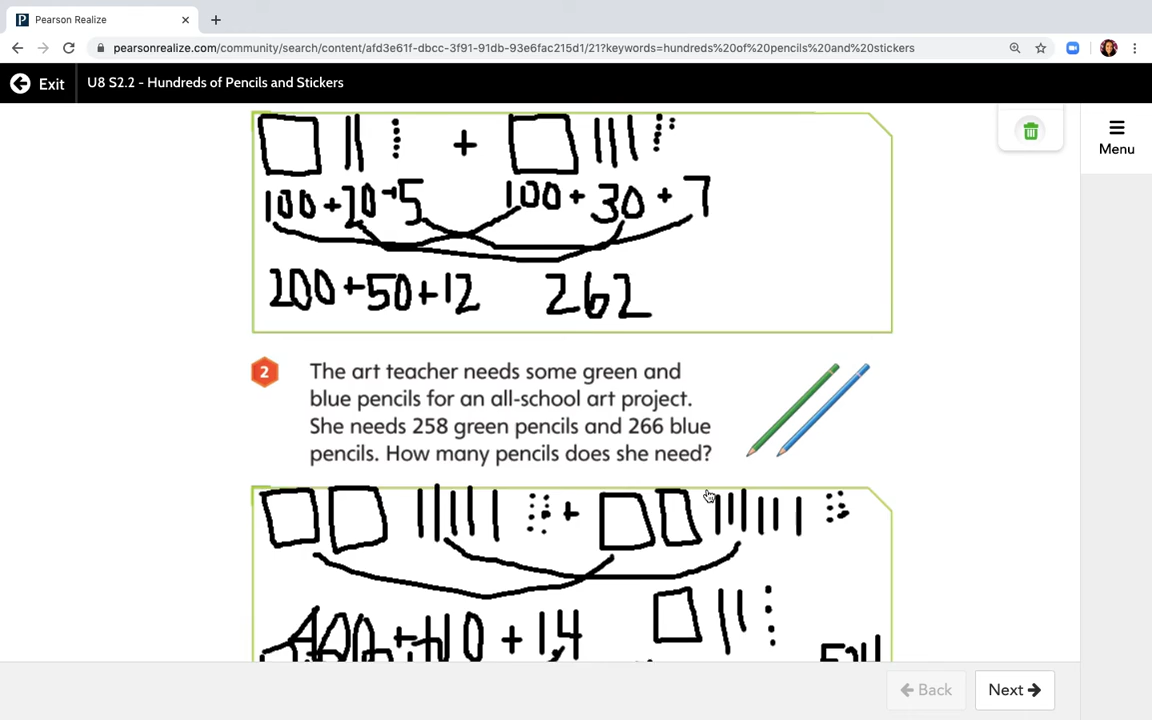 Pearson Realize
pearsonrealize.com/community/search/content/afd3e61f-dbcc-3f91-91db-93e6fac215d1/21?keywords=hundreds%20of%20pencils%20and%20stickers
Exit
U8 S2.2 - Hundreds of Pencils and Stickers
Menu
+
100+20+5 100+30+7
200+50+12 262
2
The art teacher needs some green and
blue pencils for an all-school art project.
She needs 258 green pencils and 266 blue
pencils. How many pencils does she need?
+
400+110+14
Back
Next